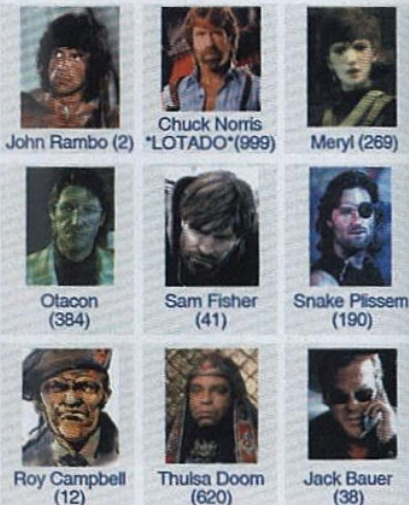 John Rambo (2)
Chuck Norris
*LOTADO*(999)
Meryl (269)
Otacon
(384)
Sam Fisher
(41)
Snake Plissem
(190)
Roy Campbell
(12)
Thulsa Doom
(620)
Jack Bauer
(38)